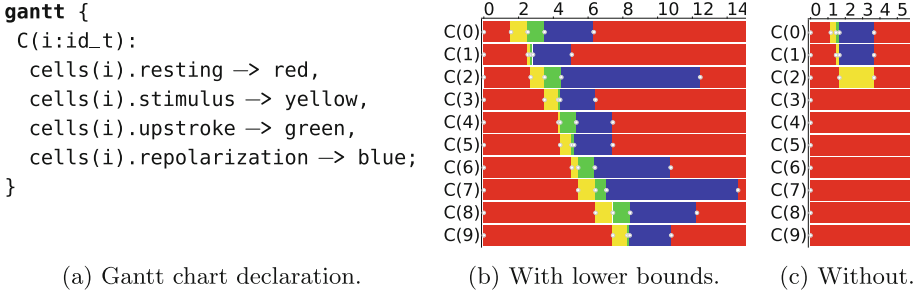 gantt {
C(i:id_t):
cells(i).resting —> red,
cells(i).stimulus —> yellow,
cells(i).upstroke —> green,
cells(i).repolarization —> blue;
}
(a) Gantt chart declaration.
0 2 4 6 8 10 12 14
C(0)
C(1)
C(2)
C(3)
C(4)
C(5)
C(6)
C(7)
C(8)
C(9)
(b) With lower bounds.
0 1 2 3 4 5
C(0)
C(1)
C(2)
C(3)
C(4)
C(5)
C(6)
C(7)
C(8)
C(9)
(c) Without.